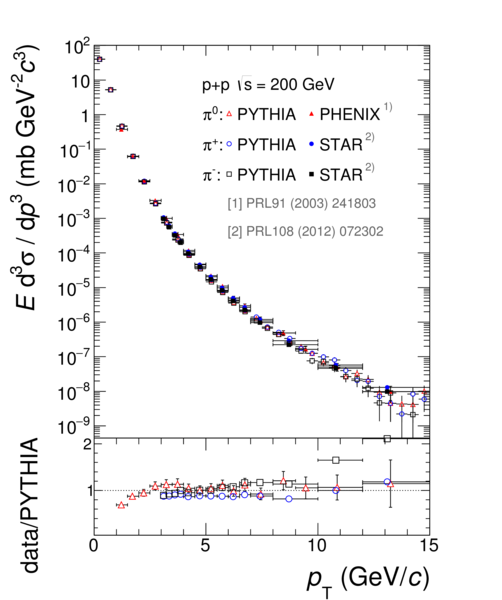 E d³σ / dp³ (mb GeV⁻²c³)
10²
10
1
10⁻¹
10⁻²
10⁻³
10⁻⁴
10⁻⁵
10⁻⁶
10⁻⁷
10⁻⁸
10⁻⁹
p+p √s = 200 GeV
π⁰: PYTHIA PHENIX ¹⁾
π⁺: PYTHIA STAR ²⁾
π⁻: PYTHIA STAR ²⁾
[1] PRL91 (2003) 241803
[2] PRL108 (2012) 072302
data/PYTHIA
2
1
0 5 10 15
p_T (GeV/c)